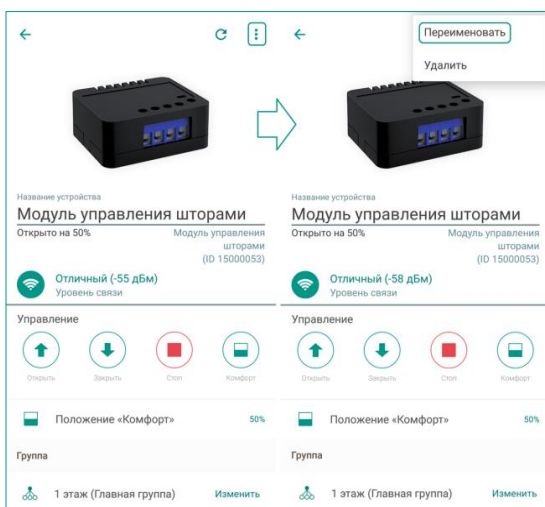 Название устройства
Модуль управления шторами
Открыто на 50%
Модуль управления
шторами
(ID 15000053)
Отличный (-55 дБм)
Уровень связи
Управление
Открыть
Закрыть
Стоп
Комфорт
Положение «Комфорт»
50%
Группа
1 этаж (Главная группа)
Изменить
Переименовать
Удалить
Название устройства
Модуль управления шторами
Открыто на 50%
Модуль управления
шторами
(ID 15000053)
Отличный (-58 дБм)
Уровень связи
Управление
Открыть
Закрыть
Стоп
Комфорт
Положение «Комфорт»
50%
Группа
1 этаж (Главная группа)
Изменить